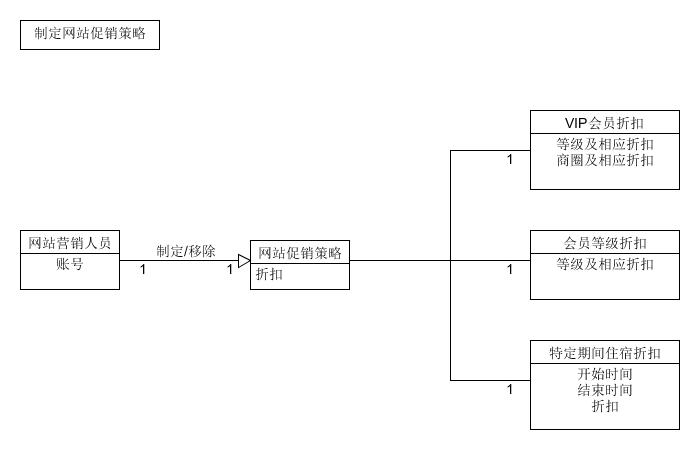 制定网站促销策略
VIP会员折扣
等级及相应折扣
商圈及相应折扣
1
网站营销人员
账号
制定/移除
1
1
网站促销策略
折扣
会员等级折扣
等级及相应折扣
1
特定期间住宿折扣
开始时间
结束时间
折扣
1